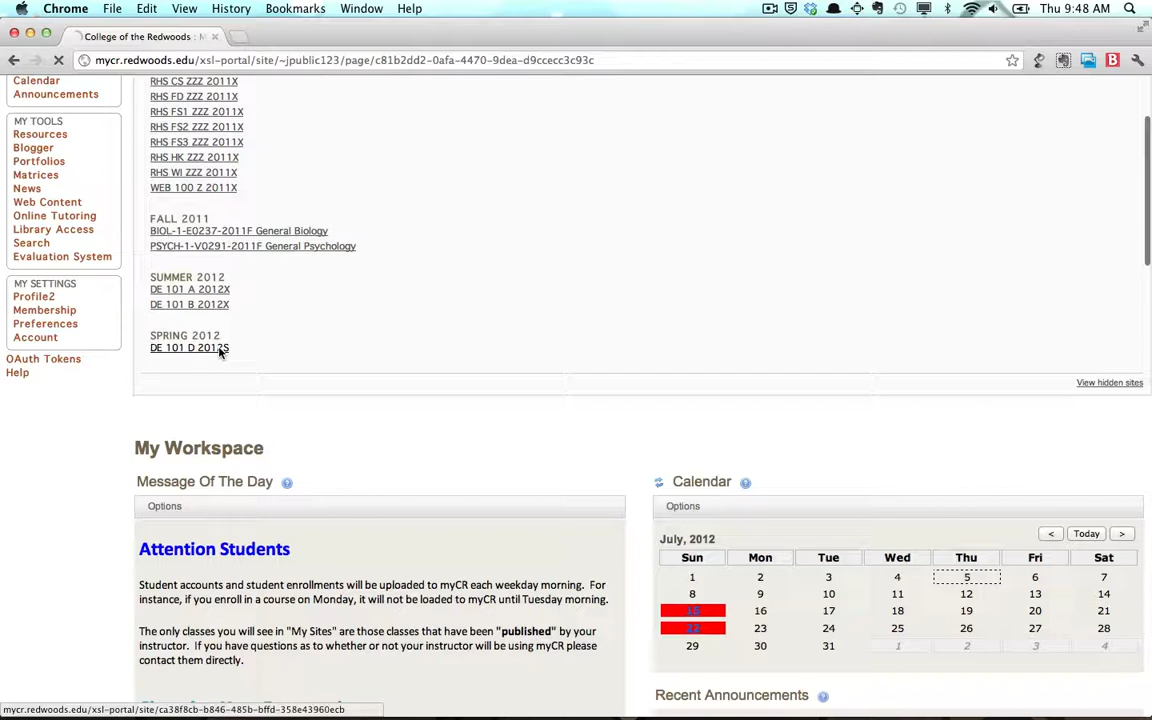 Chrome File Edit View History Bookmarks Window Help Thu 9:48 AM
College of the Redwoods : M
mycr.redwoods.edu/xsl-portal/site/~jpublic123/page/c81b2dd2-0afa-4470-9dea-d9ccecc3c93c
Calendar
Announcements
MY TOOLS
Resources
Blogger
Portfolios
Matrices
News
Web Content
Online Tutoring
Library Access
Search
Evaluation System
MY SETTINGS
Profile2
Membership
Preferences
Account
OAuth Tokens
Help
RHS CS ZZZ 2011X
RHS FD ZZZ 2011X
RHS FS1 ZZZ 2011X
RHS FS2 ZZZ 2011X
RHS FS3 ZZZ 2011X
RHS HK ZZZ 2011X
RHS WI ZZZ 2011X
WEB 100 Z 2011X
FALL 2011
BIOL-1-E0237-2011F General Biology
PSYCH-1-V0291-2011F General Psychology
SUMMER 2012
DE 101 A 2012X
DE 101 B 2012X
SPRING 2012
DE 101 D 2012S
View hidden sites
My Workspace
Message Of The Day
Options
Attention Students
Student accounts and student enrollments will be uploaded to myCR each weekday morning. For
instance, if you enroll in a course on Monday, it will not be loaded to myCR until Tuesday morning.
The only classes you will see in "My Sites" are those classes that have been "published" by your
instructor. If you have questions as to whether or not your instructor will be using myCR please
contact them directly.
Calendar
Options
July, 2012
< Today >
Sun Mon Tue Wed Thu Fri Sat
1 2 3 4 5 6 7
8 9 10 11 12 13 14
15 16 17 18 19 20 21
22 23 24 25 26 27 28
29 30 31 1 2 3 4
Recent Announcements
mycr.redwoods.edu/xsl-portal/site/ca38f8cb-b846-485b-bffd-358e43960ecb